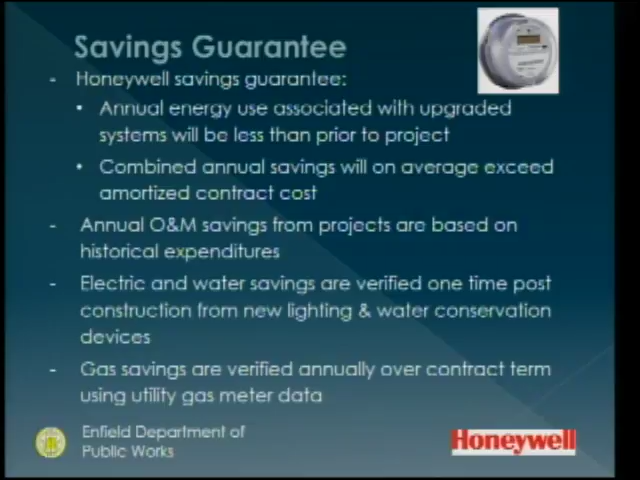 Savings Guarantee
- Honeywell savings guarantee:
• Annual energy use associated with upgraded
systems will be less than prior to project
• Combined annual savings will on average exceed
amortized contract cost
- Annual O&M savings from projects are based on
historical expenditures
- Electric and water savings are verified one time post
construction from new lighting & water conservation
devices
- Gas savings are verified annually over contract term
using utility gas meter data
Enfield Department of
Public Works
Honeywell